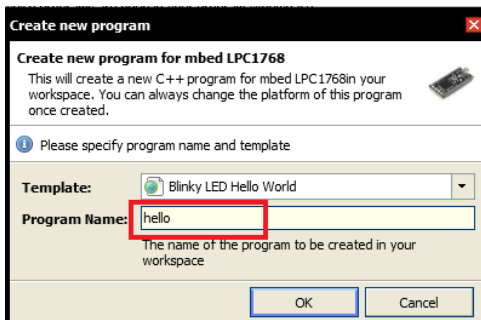 Create new program
Create new program for mbed LPC1768
This will create a new C++ program for mbed LPC1768in your
workspace. You can always change the platform of this program
once created.
Please specify program name and template
Template: Blinky LED Hello World
Program Name: hello
The name of the program to be created in your
workspace
OK Cancel